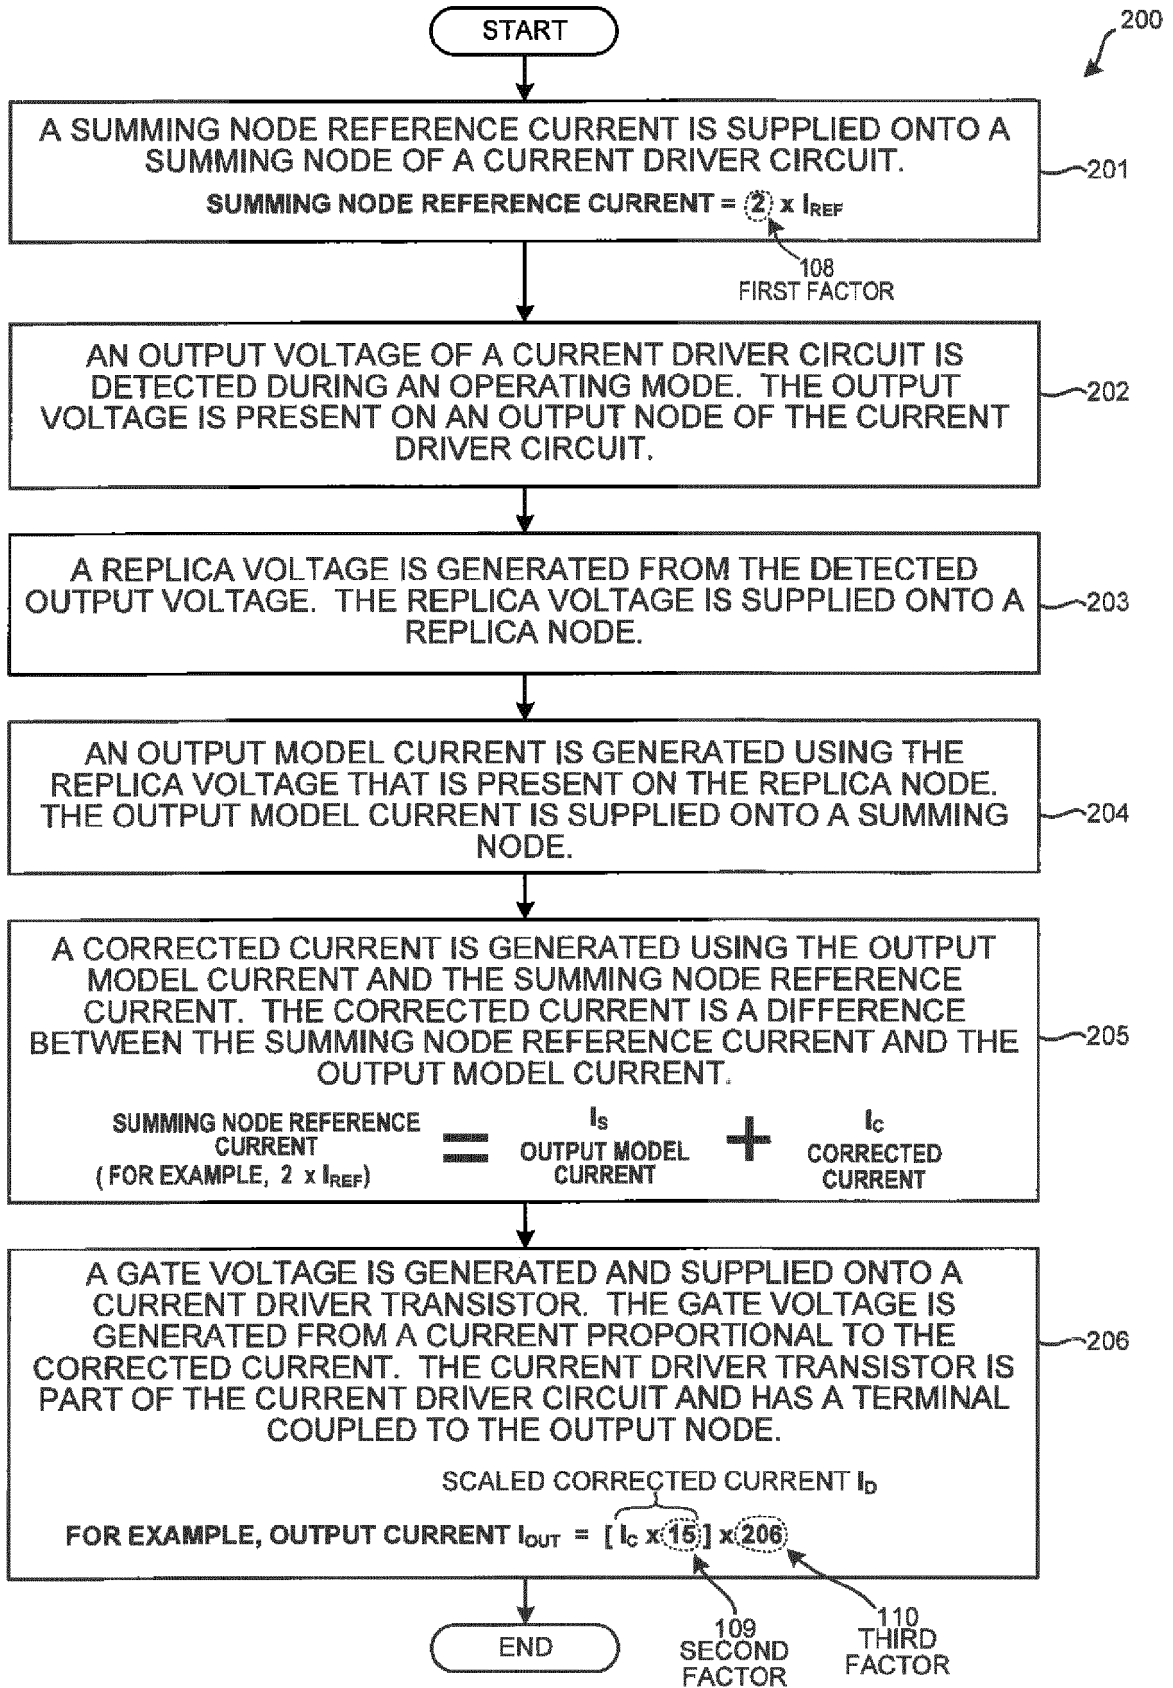 START
200
A SUMMING NODE REFERENCE CURRENT IS SUPPLIED ONTO A
SUMMING NODE OF A CURRENT DRIVER CIRCUIT.
SUMMING NODE REFERENCE CURRENT = 2 x IREF
201
108
FIRST FACTOR
AN OUTPUT VOLTAGE OF A CURRENT DRIVER CIRCUIT IS
DETECTED DURING AN OPERATING MODE. THE OUTPUT
VOLTAGE IS PRESENT ON AN OUTPUT NODE OF THE CURRENT
DRIVER CIRCUIT.
202
A REPLICA VOLTAGE IS GENERATED FROM THE DETECTED
OUTPUT VOLTAGE. THE REPLICA VOLTAGE IS SUPPLIED ONTO A
REPLICA NODE.
203
AN OUTPUT MODEL CURRENT IS GENERATED USING THE
REPLICA VOLTAGE THAT IS PRESENT ON THE REPLICA NODE.
THE OUTPUT MODEL CURRENT IS SUPPLIED ONTO A SUMMING
NODE.
204
A CORRECTED CURRENT IS GENERATED USING THE OUTPUT
MODEL CURRENT AND THE SUMMING NODE REFERENCE
CURRENT. THE CORRECTED CURRENT IS A DIFFERENCE
BETWEEN THE SUMMING NODE REFERENCE CURRENT AND THE
OUTPUT MODEL CURRENT.
205
SUMMING NODE REFERENCE
CURRENT
(FOR EXAMPLE, 2 x IREF)
=
IS
OUTPUT MODEL
CURRENT
+
IC
CORRECTED
CURRENT
A GATE VOLTAGE IS GENERATED AND SUPPLIED ONTO A
CURRENT DRIVER TRANSISTOR. THE GATE VOLTAGE IS
GENERATED FROM A CURRENT PROPORTIONAL TO THE
CORRECTED CURRENT. THE CURRENT DRIVER TRANSISTOR IS
PART OF THE CURRENT DRIVER CIRCUIT AND HAS A TERMINAL
COUPLED TO THE OUTPUT NODE.
206
SCALED CORRECTED CURRENT ID
FOR EXAMPLE, OUTPUT CURRENT IOUT = [ IC x 15 ] x 206
END
109
SECOND
FACTOR
110
THIRD
FACTOR